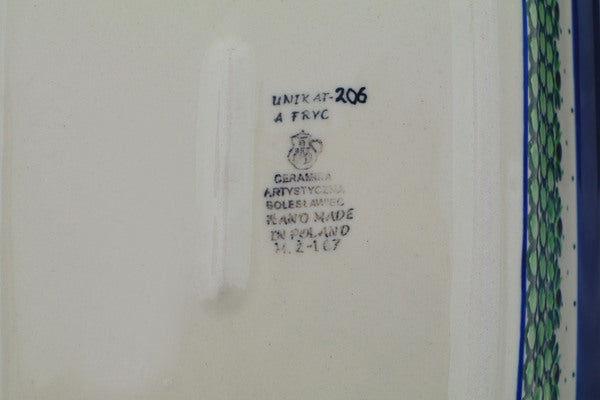 UNIKAT-206
A FRYC
CERAMIKA
ARTYSTYCZNA
BOLESŁAWIEC
HAND MADE
IN POLAND